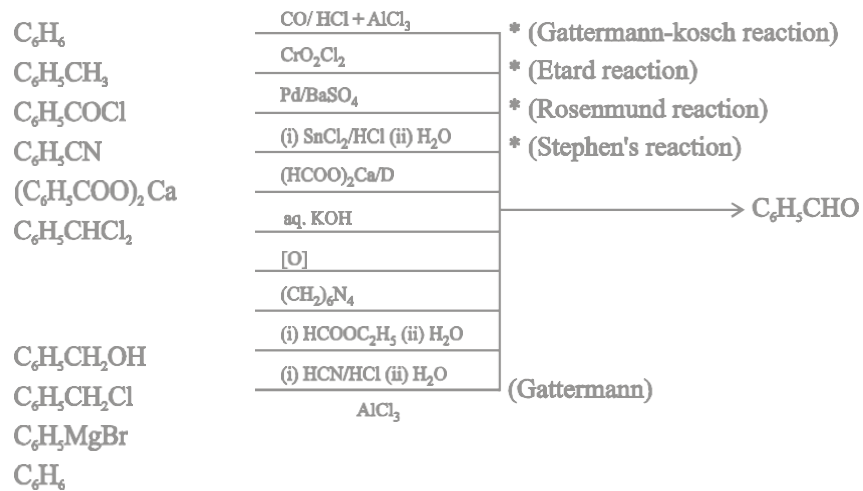 C₆H₆ CO/ HCl + AlCl₃ * (Gattermann-kosch reaction)
C₆H₅CH₃ CrO₂Cl₂ * (Etard reaction)
C₆H₅COCl Pd/BaSO₄ * (Rosenmund reaction)
C₆H₅CN (i) SnCl₂/HCl (ii) H₂O * (Stephen's reaction)
(C₆H₅COO)₂Ca (HCOO)₂Ca/D
C₆H₅CHCl₂ aq. KOH C₆H₅CHO
[O]
(CH₂)₆N₄
C₆H₅CH₂OH (i) HCOOC₂H₅ (ii) H₂O
C₆H₅CH₂Cl (i) HCN/HCl (ii) H₂O (Gattermann)
AlCl₃
C₆H₅MgBr
C₆H₆